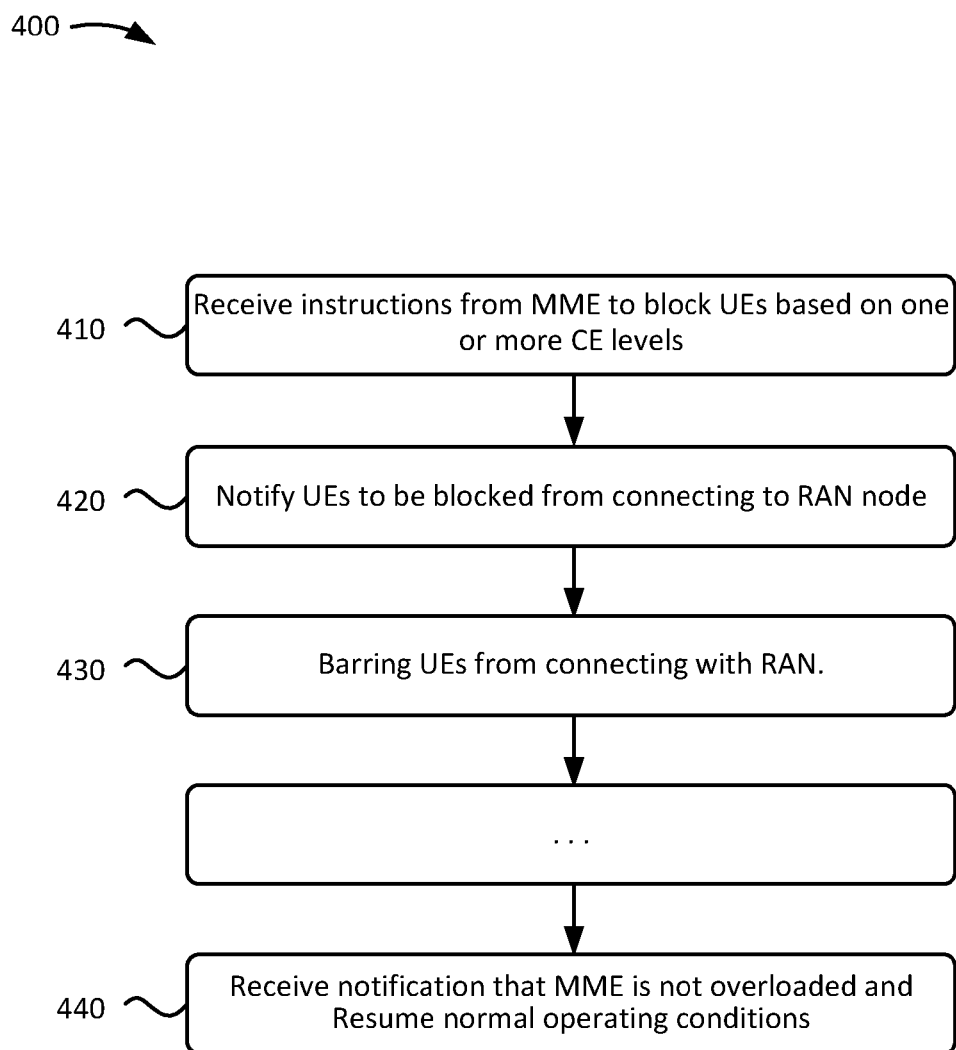 400
410
Receive instructions from MME to block UEs based on one
or more CE levels
420
Notify UEs to be blocked from connecting to RAN node
430
Barring UEs from connecting with RAN.
. . .
440
Receive notification that MME is not overloaded and
Resume normal operating conditions